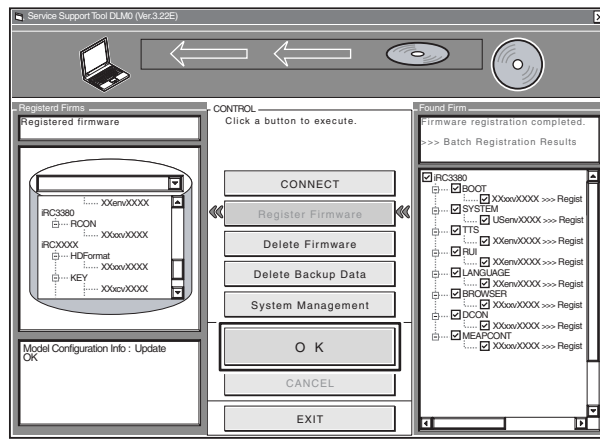 Service Support Tool DLM0 (Ver.3.22E)
Registerd Firms
Registered firmware
XXenvXXXX
iRC3380
RCON
XXxxvXXXX
iRCXXXX
HDFormat
XXxxvXXXX
KEY
XXxcvXXXX
Model Configuration Info : Update
OK
CONTROL
Click a button to execute.
CONNECT
Register Firmware
Delete Firmware
Delete Backup Data
System Management
O K
CANCEL
EXIT
Found Firm
Firmware registration completed.
>>> Batch Registration Results
iRC3380
BOOT
XXxxvXXXX >>> Regist
SYSTEM
USenvXXXX >>> Regist
TTS
XXenvXXXX >>> Regist
RUI
XXenvXXXX >>> Regist
LANGUAGE
XXenvXXXX >>> Regist
BROWSER
XXxxvXXXX >>> Regist
DCON
XXxxvXXXX >>> Regist
MEAPCONT
XXxxvXXXX >>> Regist